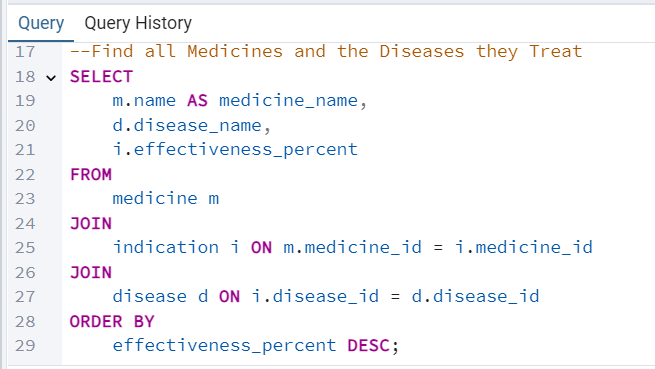 Query Query History
17 --Find all Medicines and the Diseases they Treat
18 SELECT
19 m.name AS medicine_name,
20 d.disease_name,
21 i.effectiveness_percent
22 FROM
23 medicine m
24 JOIN
25 indication i ON m.medicine_id = i.medicine_id
26 JOIN
27 disease d ON i.disease_id = d.disease_id
28 ORDER BY
29 effectiveness_percent DESC;